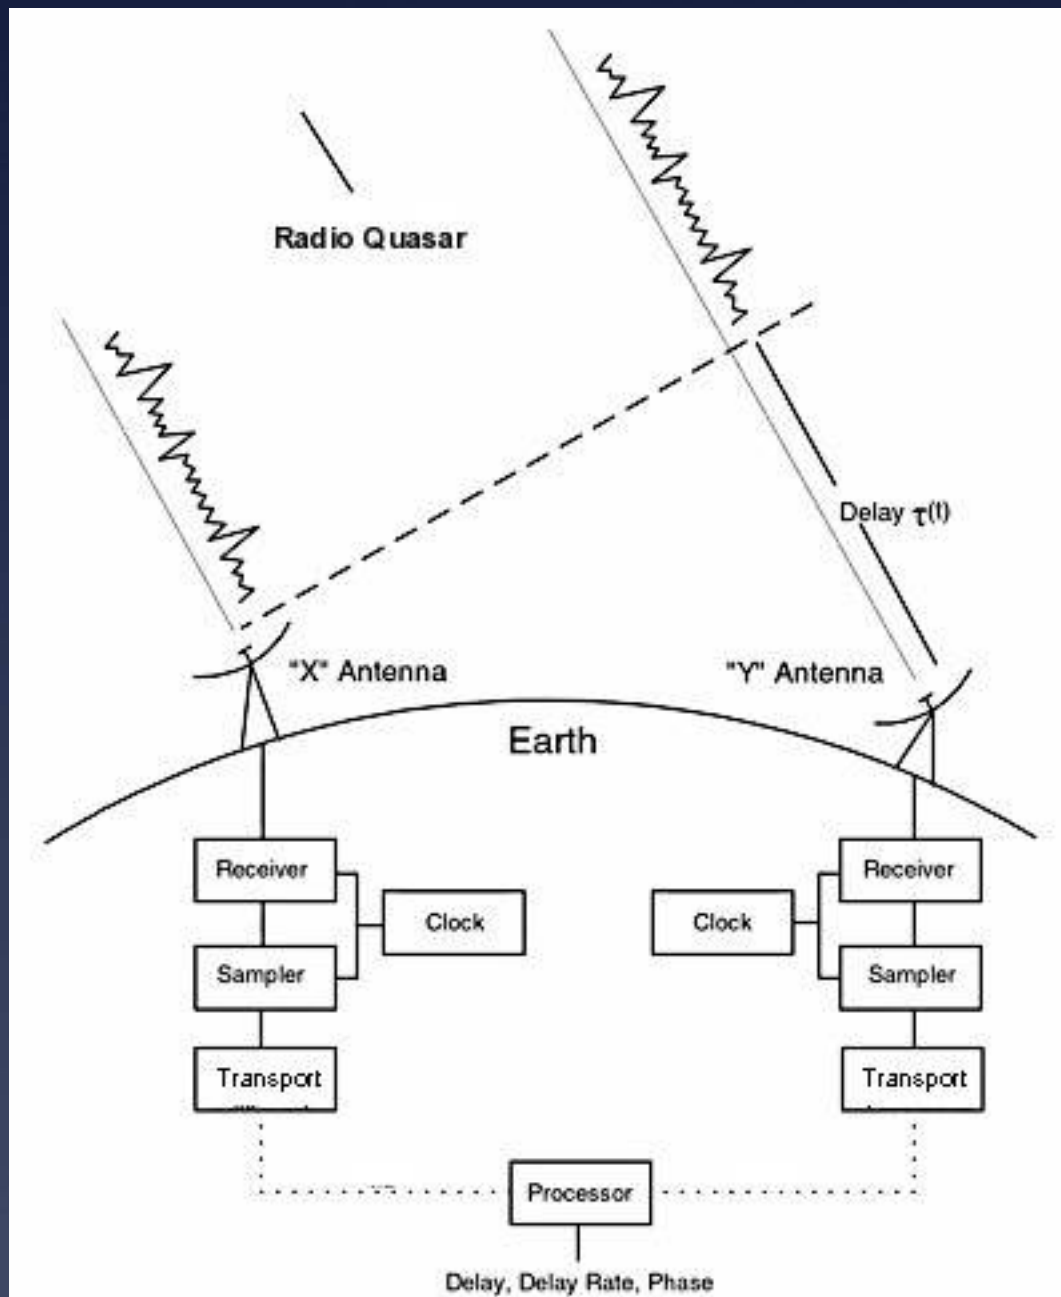 Radio Quasar
Delay τ(t)
"X" Antenna
"Y" Antenna
Earth
Receiver
Receiver
Clock
Clock
Sampler
Sampler
Transport
Transport
Processor
Delay, Delay Rate, Phase